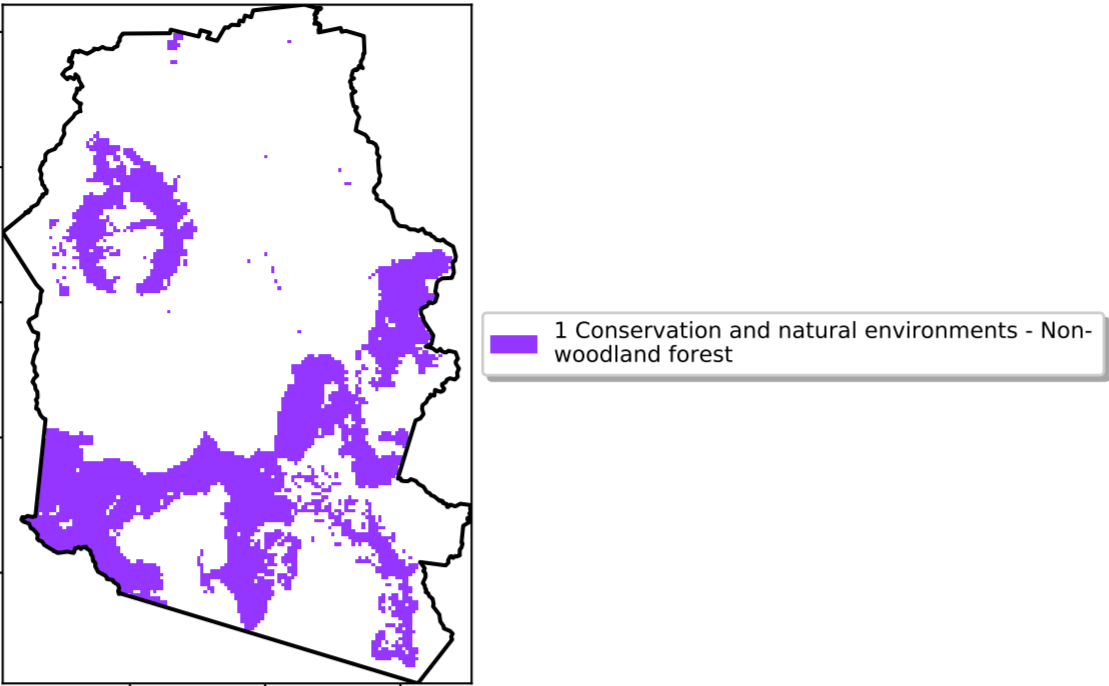 1 Conservation and natural environments - Non-
woodland forest